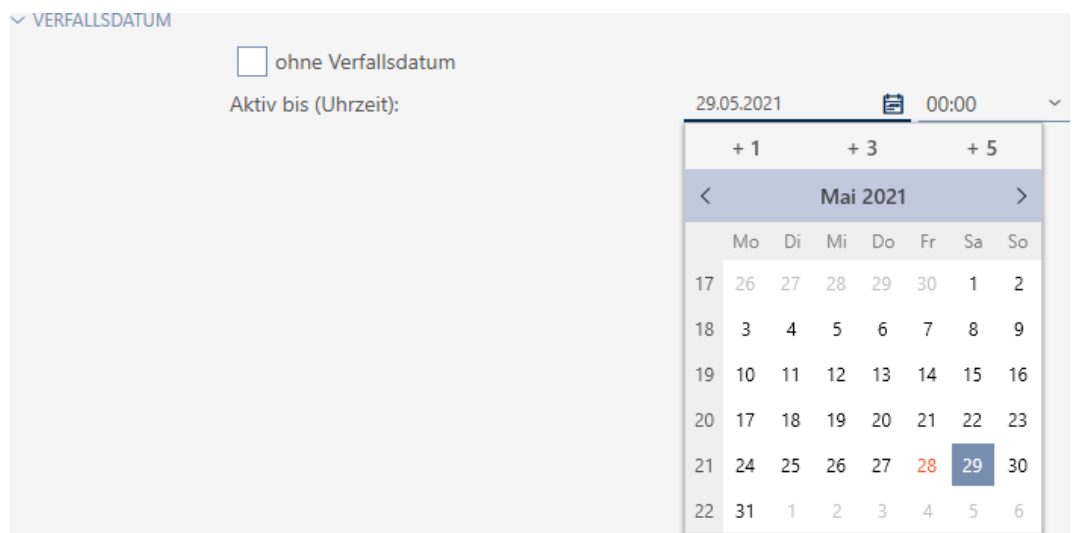 VERFALLSDATUM
ohne Verfallsdatum
Aktiv bis (Uhrzeit): 29.05.2021 00:00
+ 1 + 3 + 5
Mai 2021
Mo Di Mi Do Fr Sa So
17 26 27 28 29 30 1 2
18 3 4 5 6 7 8 9
19 10 11 12 13 14 15 16
20 17 18 19 20 21 22 23
21 24 25 26 27 28 29 30
22 31 1 2 3 4 5 6